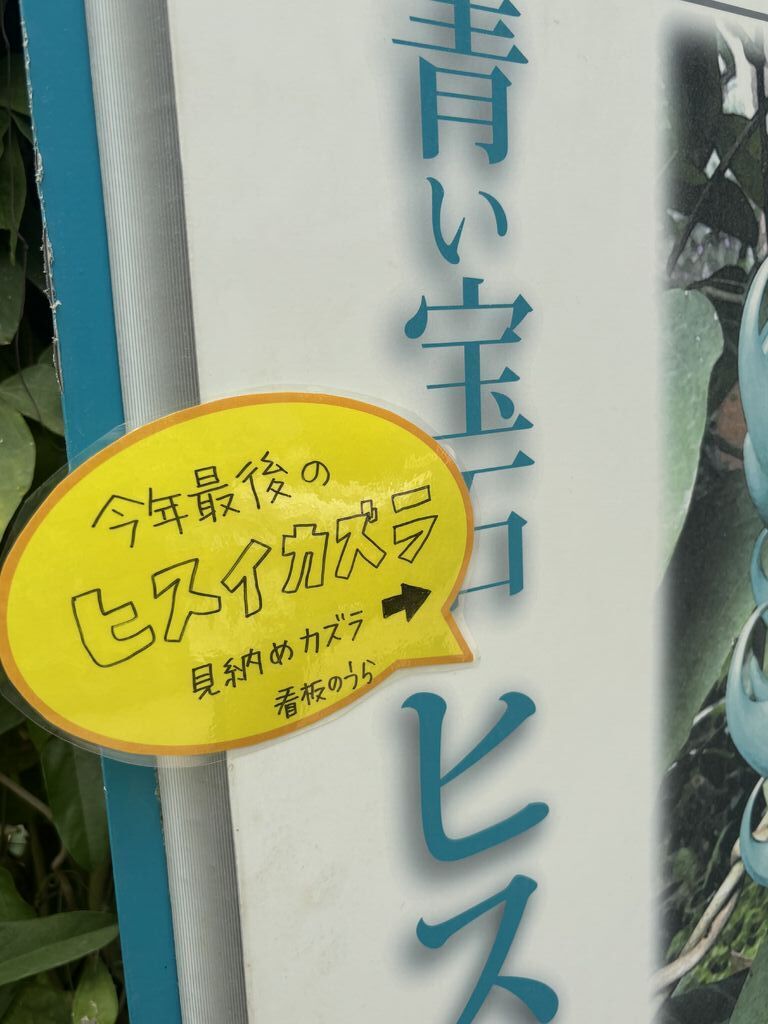 青い宝石 ヒス
今年最後の
ヒスイカズラ
見納めカズラ
看板のうら